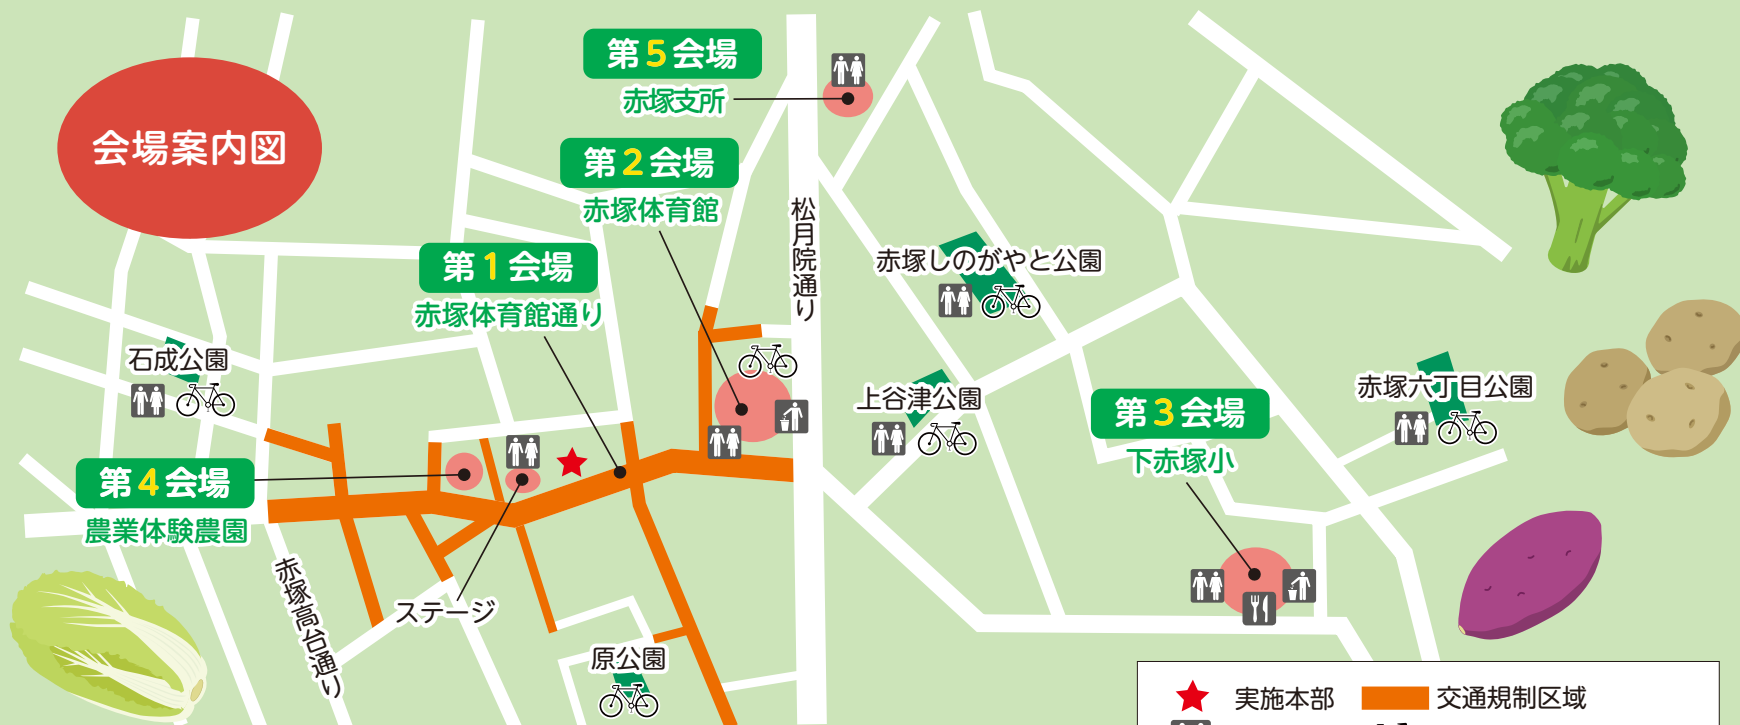 会場案内図
第5会場
赤塚支所
第2会場
赤塚体育館
第1会場
赤塚体育館通り
松月院通り
赤塚しのがやと公園
石成公園
上谷津公園
第3会場
下赤塚小
赤塚六丁目公園
第4会場
農業体験農園
赤塚高台通り
ステージ
原公園
実施本部
交通規制区域